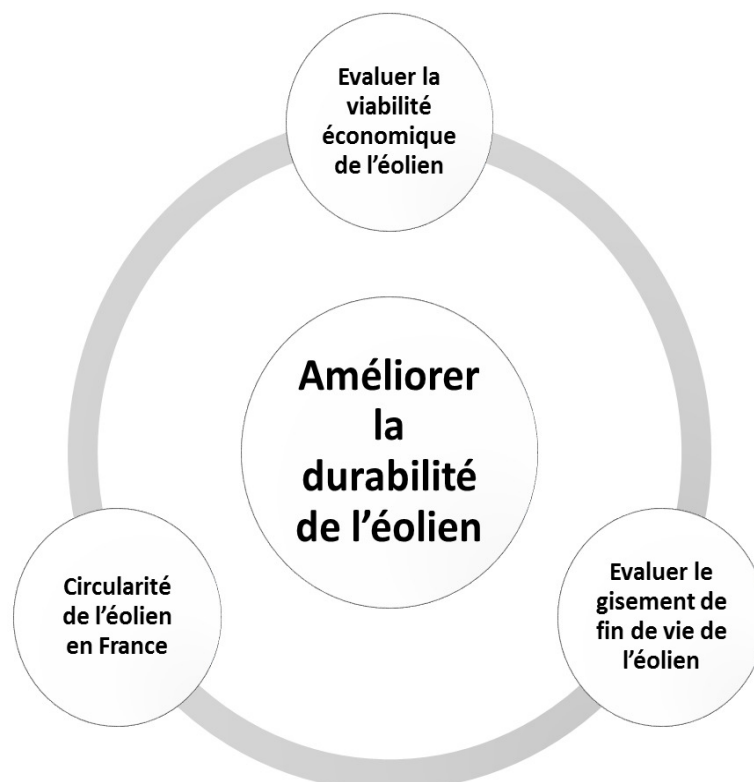 Evaluer la
viabilité
économique
de l’éolien
Améliorer
la
durabilité
de l’éolien
Circularité
de l’éolien
en France
Evaluer le
gisement de
fin de vie de
l’éolien